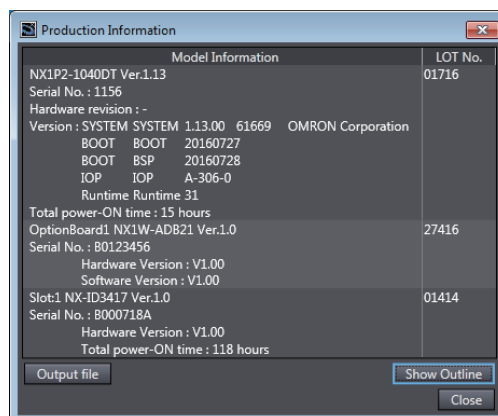 Production Information
Model Information LOT No.
NX1P2-1040DT Ver.1.13 01716
Serial No. : 1156
Hardware revision : -
Version : SYSTEM SYSTEM 1.13.00 61669 OMRON Corporation
BOOT BOOT 20160727
BOOT BSP 20160728
IOP IOP A-306-0
Runtime Runtime 31
Total power-ON time : 15 hours
OptionBoard1 NX1W-ADB21 Ver.1.0 27416
Serial No. : B0123456
Hardware Version : V1.00
Software Version : V1.00
Slot:1 NX-ID3417 Ver.1.0 01414
Serial No. : B000718A
Hardware Version : V1.00
Total power-ON time : 118 hours
Output file Show Outline
Close